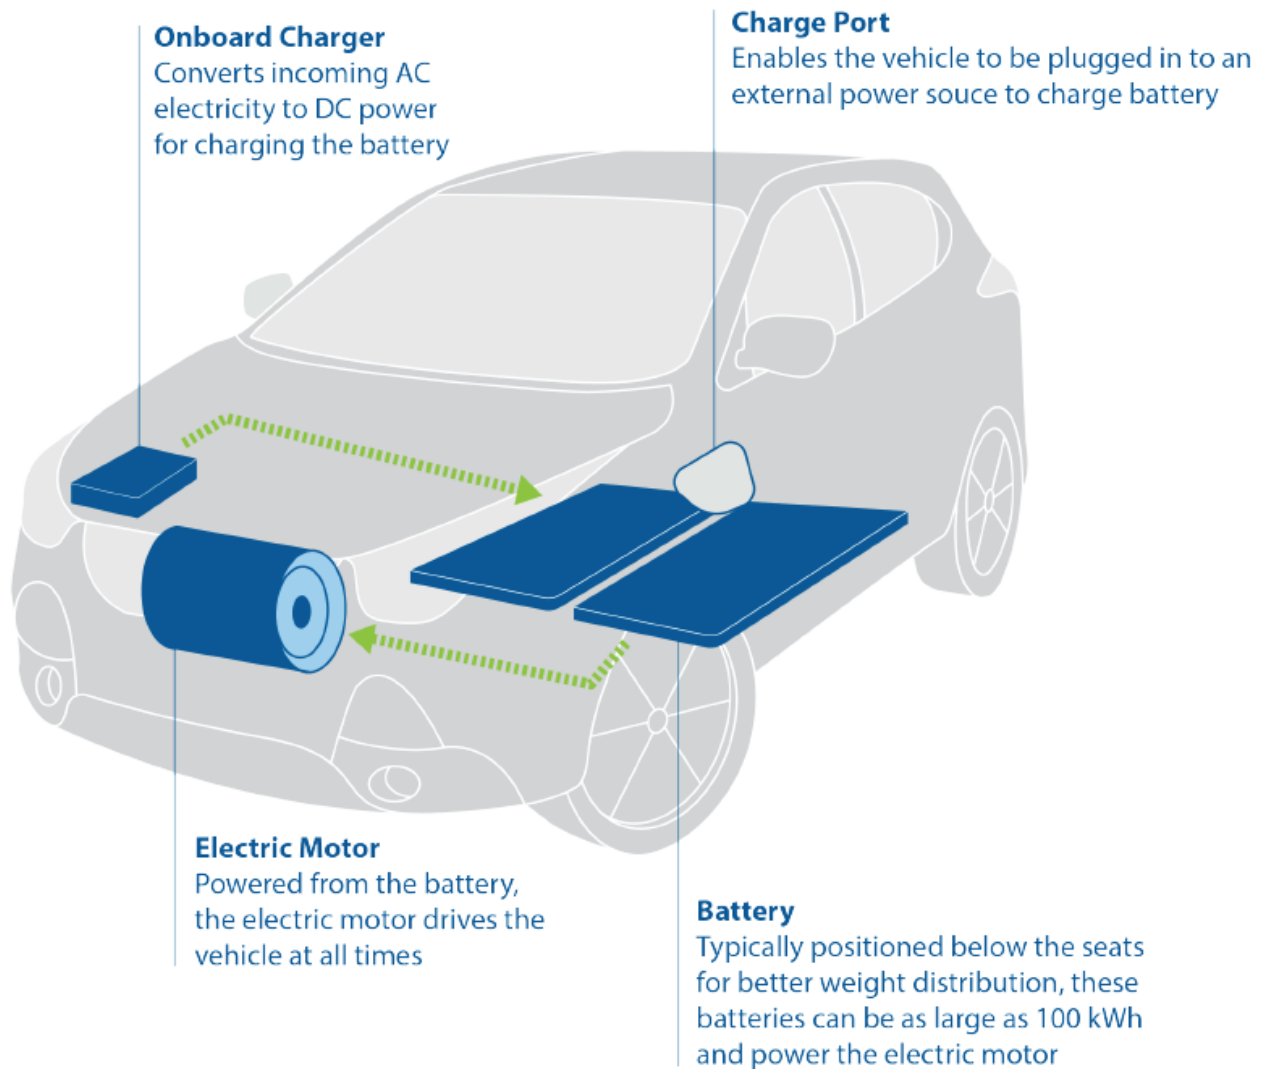 Onboard Charger
Converts incoming AC
electricity to DC power
for charging the battery
Charge Port
Enables the vehicle to be plugged in to an
external power souce to charge battery
Electric Motor
Powered from the battery,
the electric motor drives the
vehicle at all times
Battery
Typically positioned below the seats
for better weight distribution, these
batteries can be as large as 100 kWh
and power the electric motor